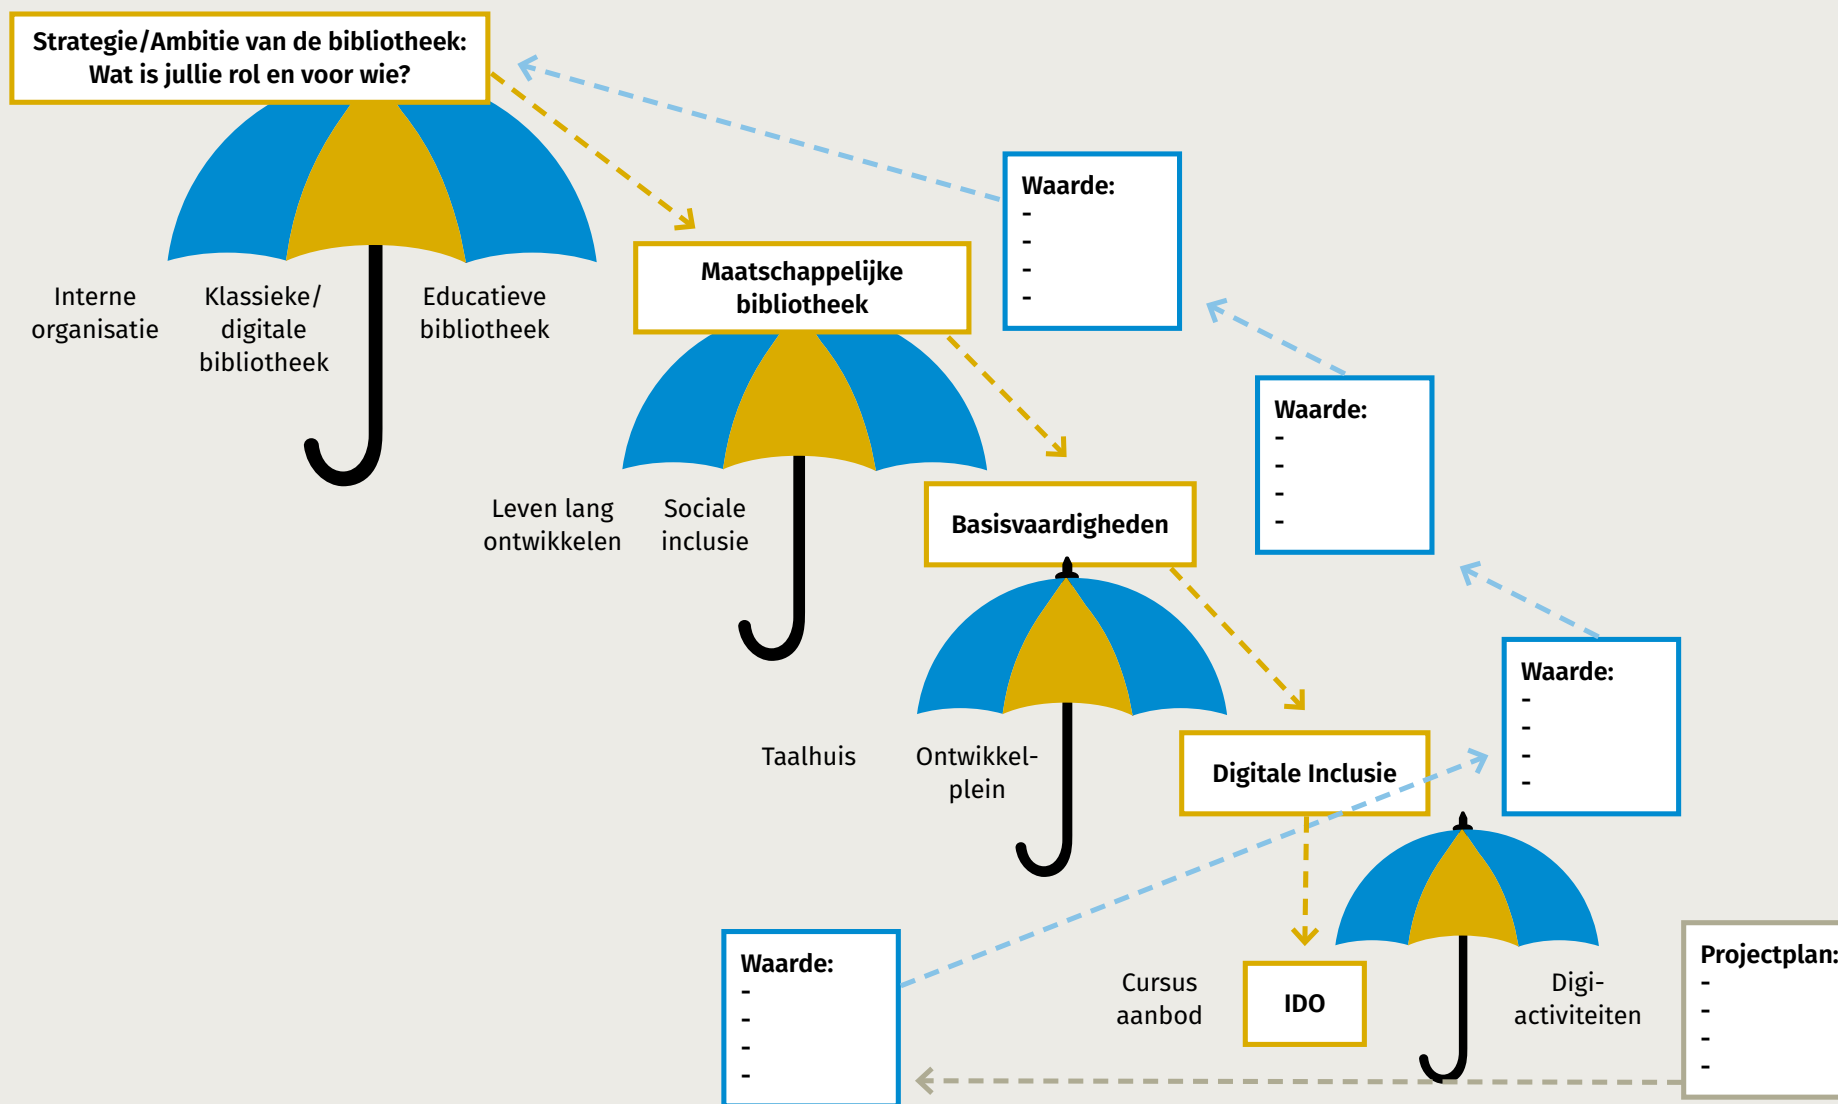 Strategie/Ambitie van de bibliotheek:
Wat is jullie rol en voor wie?
Interne
organisatie
Klassieke/
digitale
bibliotheek
Educatieve
bibliotheek
Maatschappelijke
bibliotheek
Leven lang
ontwikkelen
Sociale
inclusie
Basisvaardigheden
Taalhuis
Ontwikkel-
plein
Digitale Inclusie
Cursus
aanbod
IDO
Digi-
activiteiten
Projectplan:
-
-
-
-
Waarde:
-
-
-
-
Waarde:
-
-
-
-
Waarde:
-
-
-
-
Waarde:
-
-
-
-